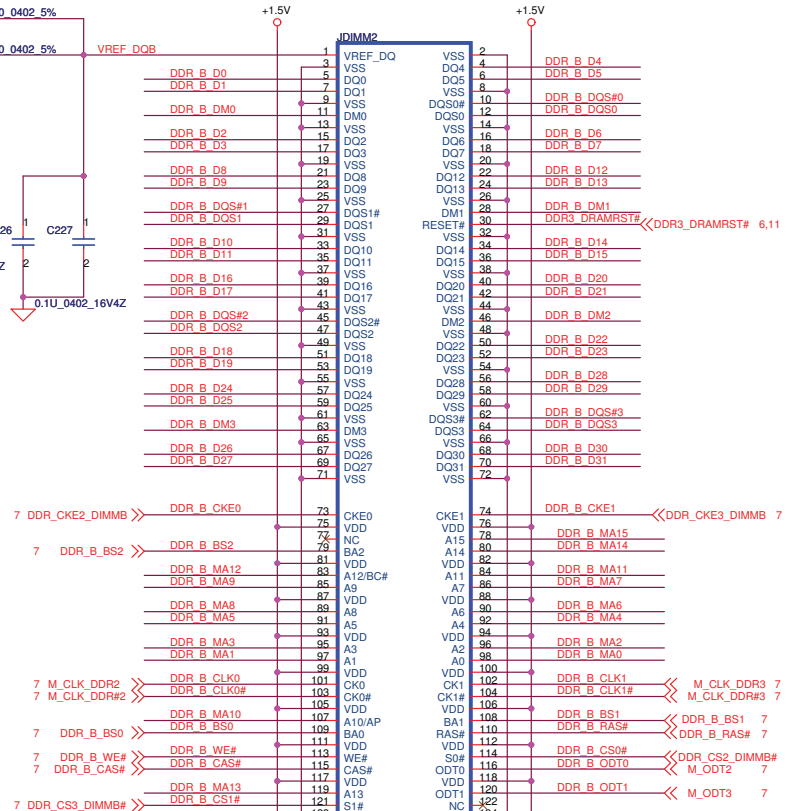 +1.5V +1.5V
0_0402_5%
JDIMM2
0_0402_5% VREF_DQB 1 VREF_DQ VSS 2
3 VSS DQ4 4 DDR_B_D4
DDR_B_D0 5 DQ0 DQ5 6 DDR_B_D5
DDR_B_D1 7 DQ1 VSS 8
9 VSS DQS0# 10 DDR_B_DQS#0
DDR_B_DM0 11 DM0 DQS0 12 DDR_B_DQS0
13 VSS VSS 14
DDR_B_D2 15 DQ2 DQ6 16 DDR_B_D6
DDR_B_D3 17 DQ3 DQ7 18 DDR_B_D7
19 VSS VSS 20
DDR_B_D8 21 DQ8 DQ12 22 DDR_B_D12
DDR_B_D9 23 DQ9 DQ13 24 DDR_B_D13
25 VSS VSS 26
DDR_B_DQS#1 27 DQS1# DM1 28 DDR_B_DM1
DDR_B_DQS1 29 DQS1 RESET# 30 DDR3_DRAMRST# DDR3_DRAMRST# 6,11
26 1 C227 1 31 VSS VSS 32
DDR_B_D10 33 DQ10 DQ14 34 DDR_B_D14
DDR_B_D11 35 DQ11 DQ15 36 DDR_B_D15
Z 2 2 37 VSS VSS 38
DDR_B_D16 39 DQ16 DQ20 40 DDR_B_D20
DDR_B_D17 41 DQ17 DQ21 42 DDR_B_D21
0.1U_0402_16V4Z 43 VSS VSS 44
DDR_B_DQS#2 45 DQS2# DM2 46 DDR_B_DM2
DDR_B_DQS2 47 DQS2 VSS 48
49 VSS DQ22 50 DDR_B_D22
DDR_B_D18 51 DQ18 DQ23 52 DDR_B_D23
DDR_B_D19 53 DQ19 VSS 54
55 VSS DQ28 56 DDR_B_D28
DDR_B_D24 57 DQ24 DQ29 58 DDR_B_D29
DDR_B_D25 59 DQ25 VSS 60
61 VSS DQS3# 62 DDR_B_DQS#3
DDR_B_DM3 63 DM3 DQS3 64 DDR_B_DQS3
65 VSS VSS 66
DDR_B_D26 67 DQ26 DQ30 68 DDR_B_D30
DDR_B_D27 69 DQ27 DQ31 70 DDR_B_D31
71 VSS VSS 72
7 DDR_CKE2_DIMMB DDR_B_CKE0 73 CKE0 CKE1 74 DDR_B_CKE1 DDR_CKE3_DIMMB 7
75 VDD VDD 76
77 NC A15 78 DDR_B_MA15
7 DDR_B_BS2 DDR_B_BS2 79 BA2 A14 80 DDR_B_MA14
81 VDD VDD 82
DDR_B_MA12 83 A12/BC# A11 84 DDR_B_MA11
DDR_B_MA9 85 A9 A7 86 DDR_B_MA7
87 VDD VDD 88
DDR_B_MA8 89 A8 A6 90 DDR_B_MA6
DDR_B_MA5 91 A5 A4 92 DDR_B_MA4
93 VDD VDD 94
DDR_B_MA3 95 A3 A2 96 DDR_B_MA2
DDR_B_MA1 97 A1 A0 98 DDR_B_MA0
99 VDD VDD 100
7 M_CLK_DDR2 DDR_B_CLK0 101 CK0 CK1 102 DDR_B_CLK1 M_CLK_DDR3 7
7 M_CLK_DDR#2 DDR_B_CLK0# 103 CK0# CK1# 104 DDR_B_CLK1# M_CLK_DDR#3 7
105 VDD VDD 106
DDR_B_MA10 107 A10/AP BA1 108 DDR_B_BS1 DDR_B_BS1 7
7 DDR_B_BS0 DDR_B_BS0 109 BA0 RAS# 110 DDR_B_RAS# DDR_B_RAS# 7
111 VDD VDD 112
7 DDR_B_WE# DDR_B_WE# 113 WE# S0# 114 DDR_B_CS0# DDR_CS2_DIMMB#
7 DDR_B_CAS# DDR_B_CAS# 115 CAS# ODT0 116 DDR_B_ODT0 M_ODT2 7
117 VDD VDD 118
DDR_B_MA13 119 A13 ODT1 120 DDR_B_ODT1 M_ODT3 7
7 DDR_CS3_DIMMB# DDR_B_CS1# 121 S1# NC 122